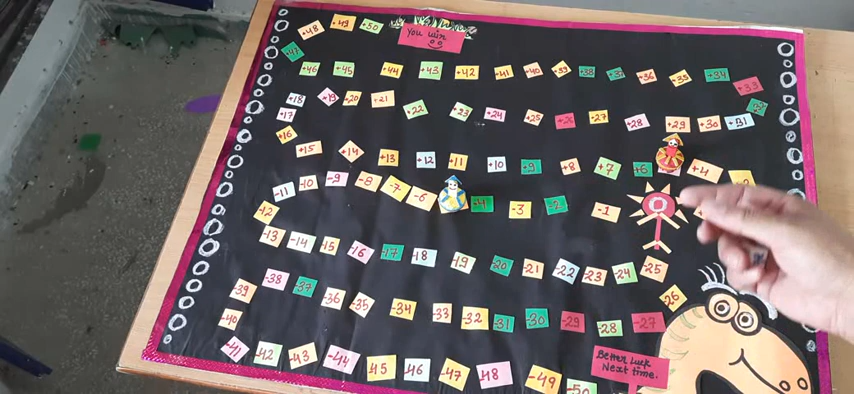 You win
+48 +49 +50
+47
+46 +45 +44 +43 +42 +41 +40 +39 +38 +37 +36 +35 +34
+33
+32
+18 +19 +20 +21 +22 +23 +24 +25 +26 +27 +28 +29 +30 +31
+17
+16
+15 +14 +13 +12 +11 +10 +9 +8 +7 +6 +4
-11 -10 -9 -8 -7 -6 -4 -3 -2 -1 0
-12
-13 -14 -15 -16 -17 -18 -19 -20 -21 -22 -23 -24 -25
-26
-39 -38 -37 -36 -35 -34 -33 -32 -31 -30 -29 -28 -27
-40
-41 -42 -43 -44 -45 -46 -47 -48 -49 -50
Better Luck
Next time.